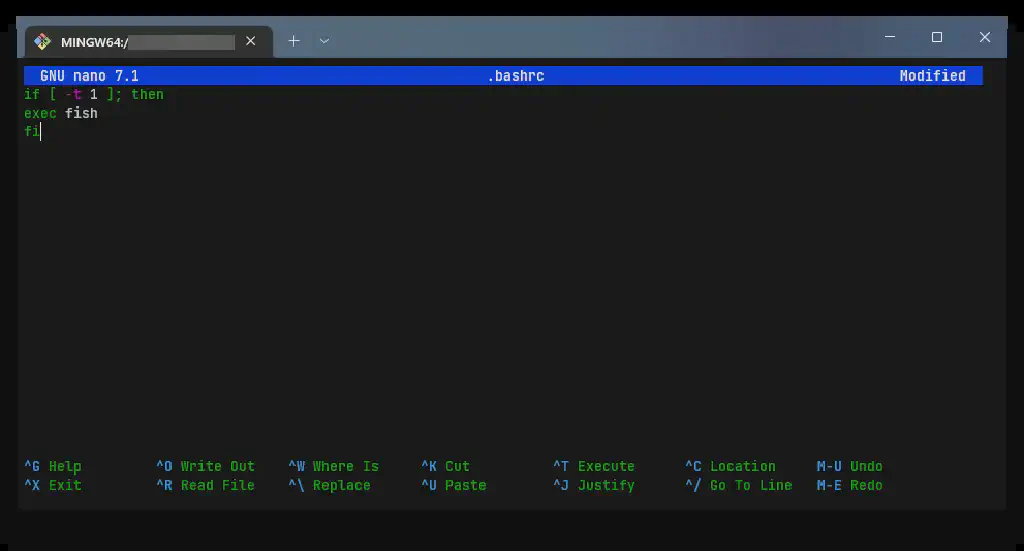 MINGW64:/
GNU nano 7.1 .bashrc Modified
if [ -t 1 ]; then
exec fish
fi
^G Help ^O Write Out ^W Where Is ^K Cut ^T Execute ^C Location M-U Undo
^X Exit ^R Read File ^\ Replace ^U Paste ^J Justify ^/ Go To Line M-E Redo